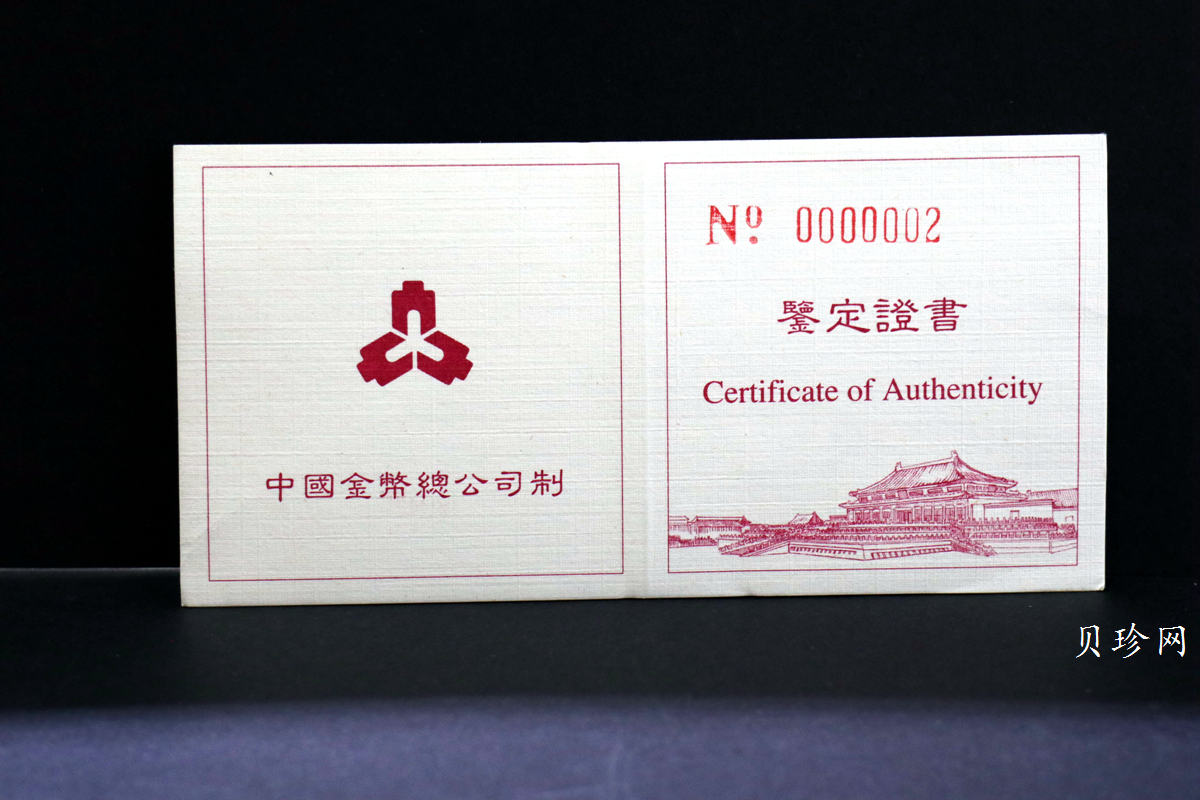 中國金幣總公司制
Nº 0000002
鑒定證書
Certificate of Authenticity
贝珍网